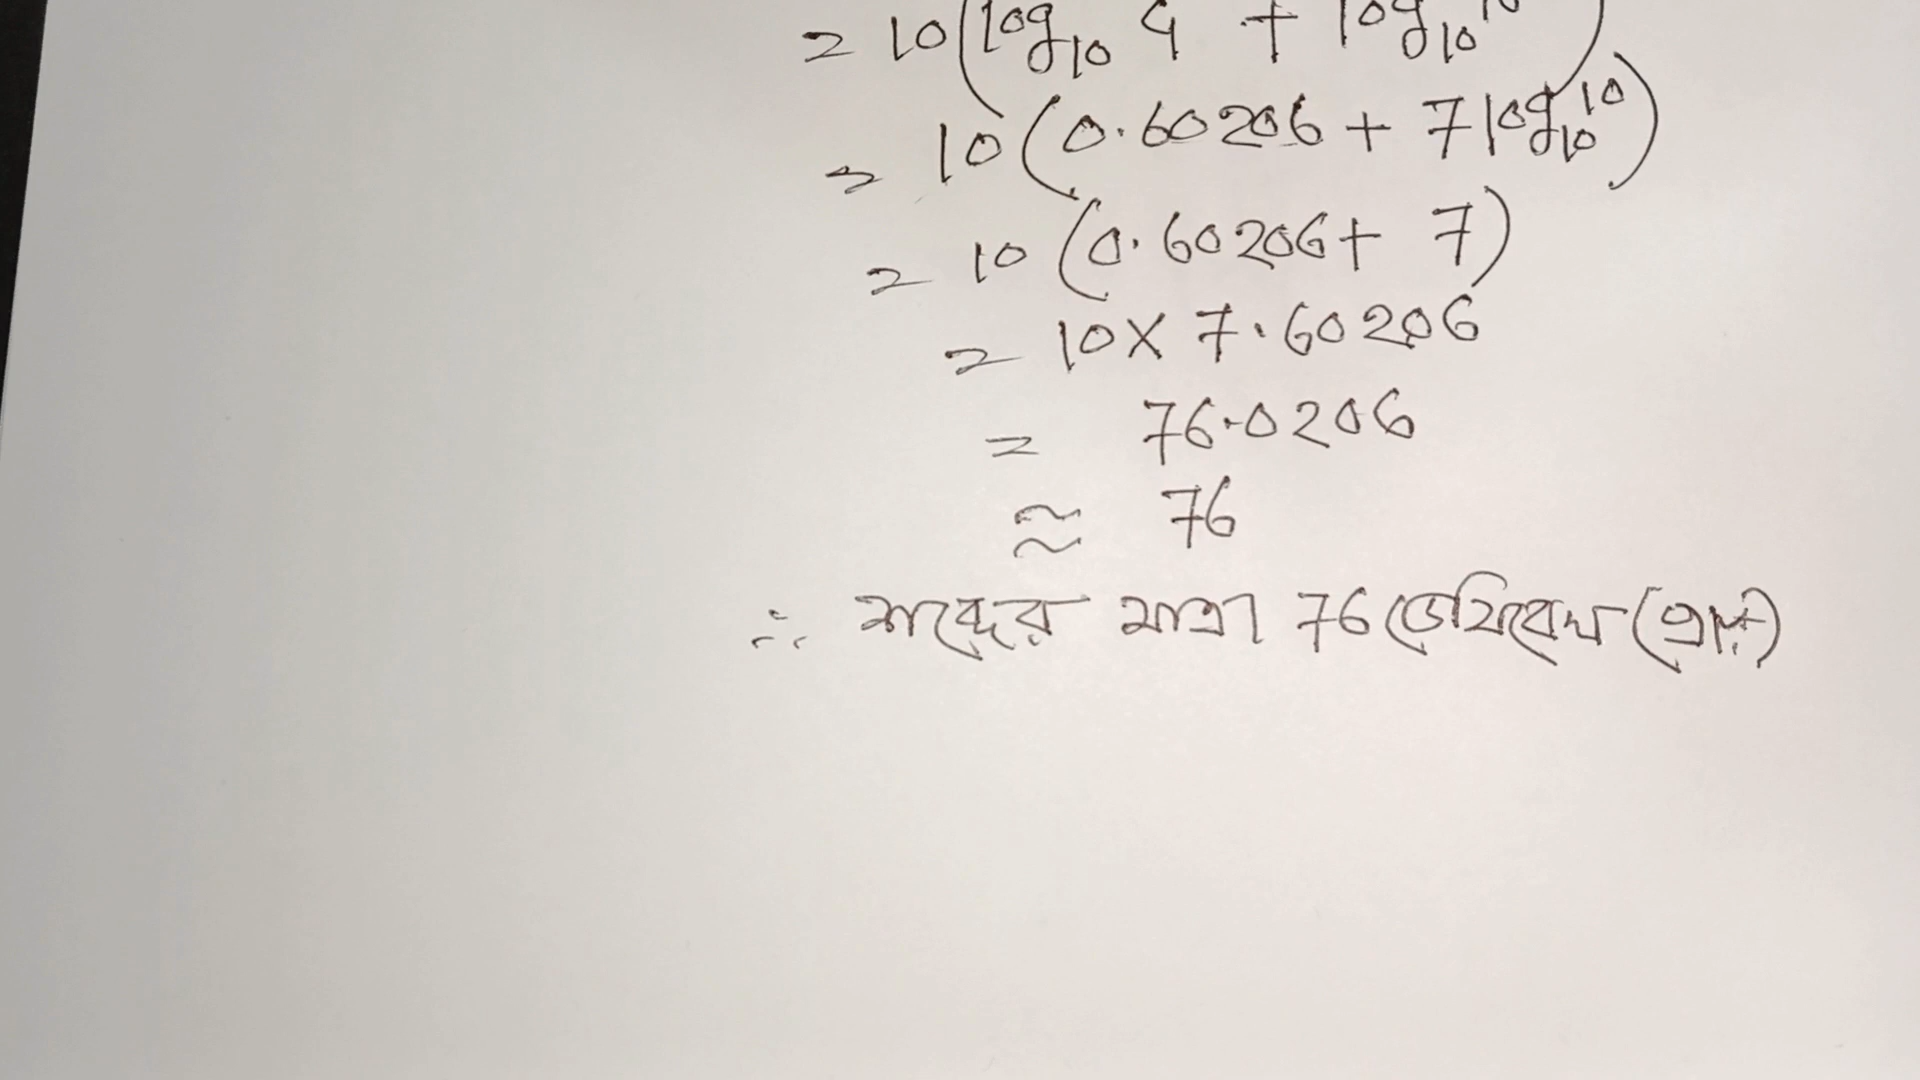 = 10(log₁₀ 4 + log₁₀ 10
= 10(0.60206 + 7log₁₀10)
= 10(0.60206 + 7)
= 10 × 7.60206
= 76.0206
≈ 76
∴ শব্দের মাত্রা 76 ডেসিবেল (প্রায়)